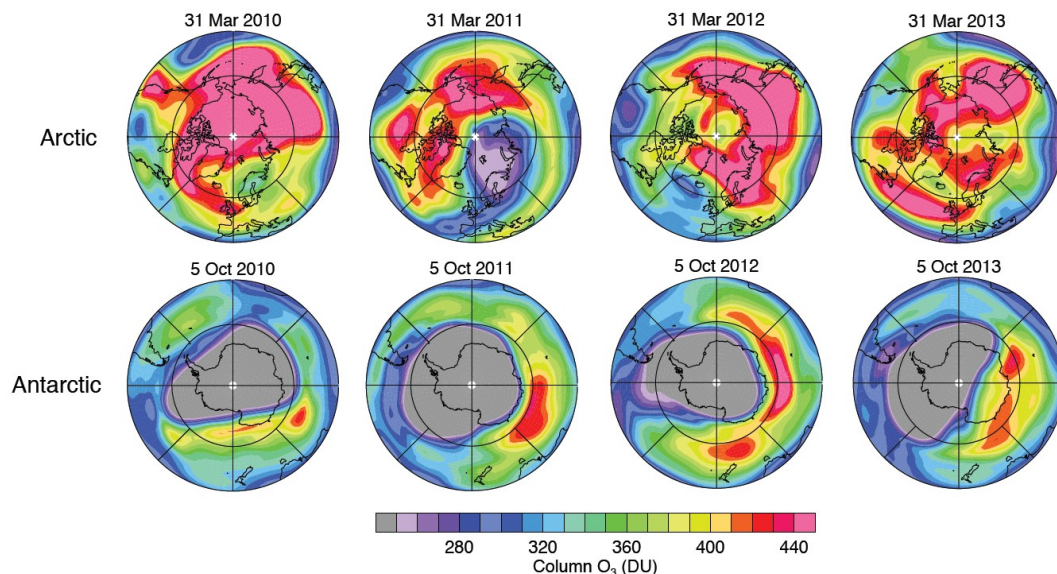 31 Mar 2010
31 Mar 2011
31 Mar 2012
31 Mar 2013
Arctic
5 Oct 2010
5 Oct 2011
5 Oct 2012
5 Oct 2013
Antarctic
280 320 360 400 440
Column O₃ (DU)